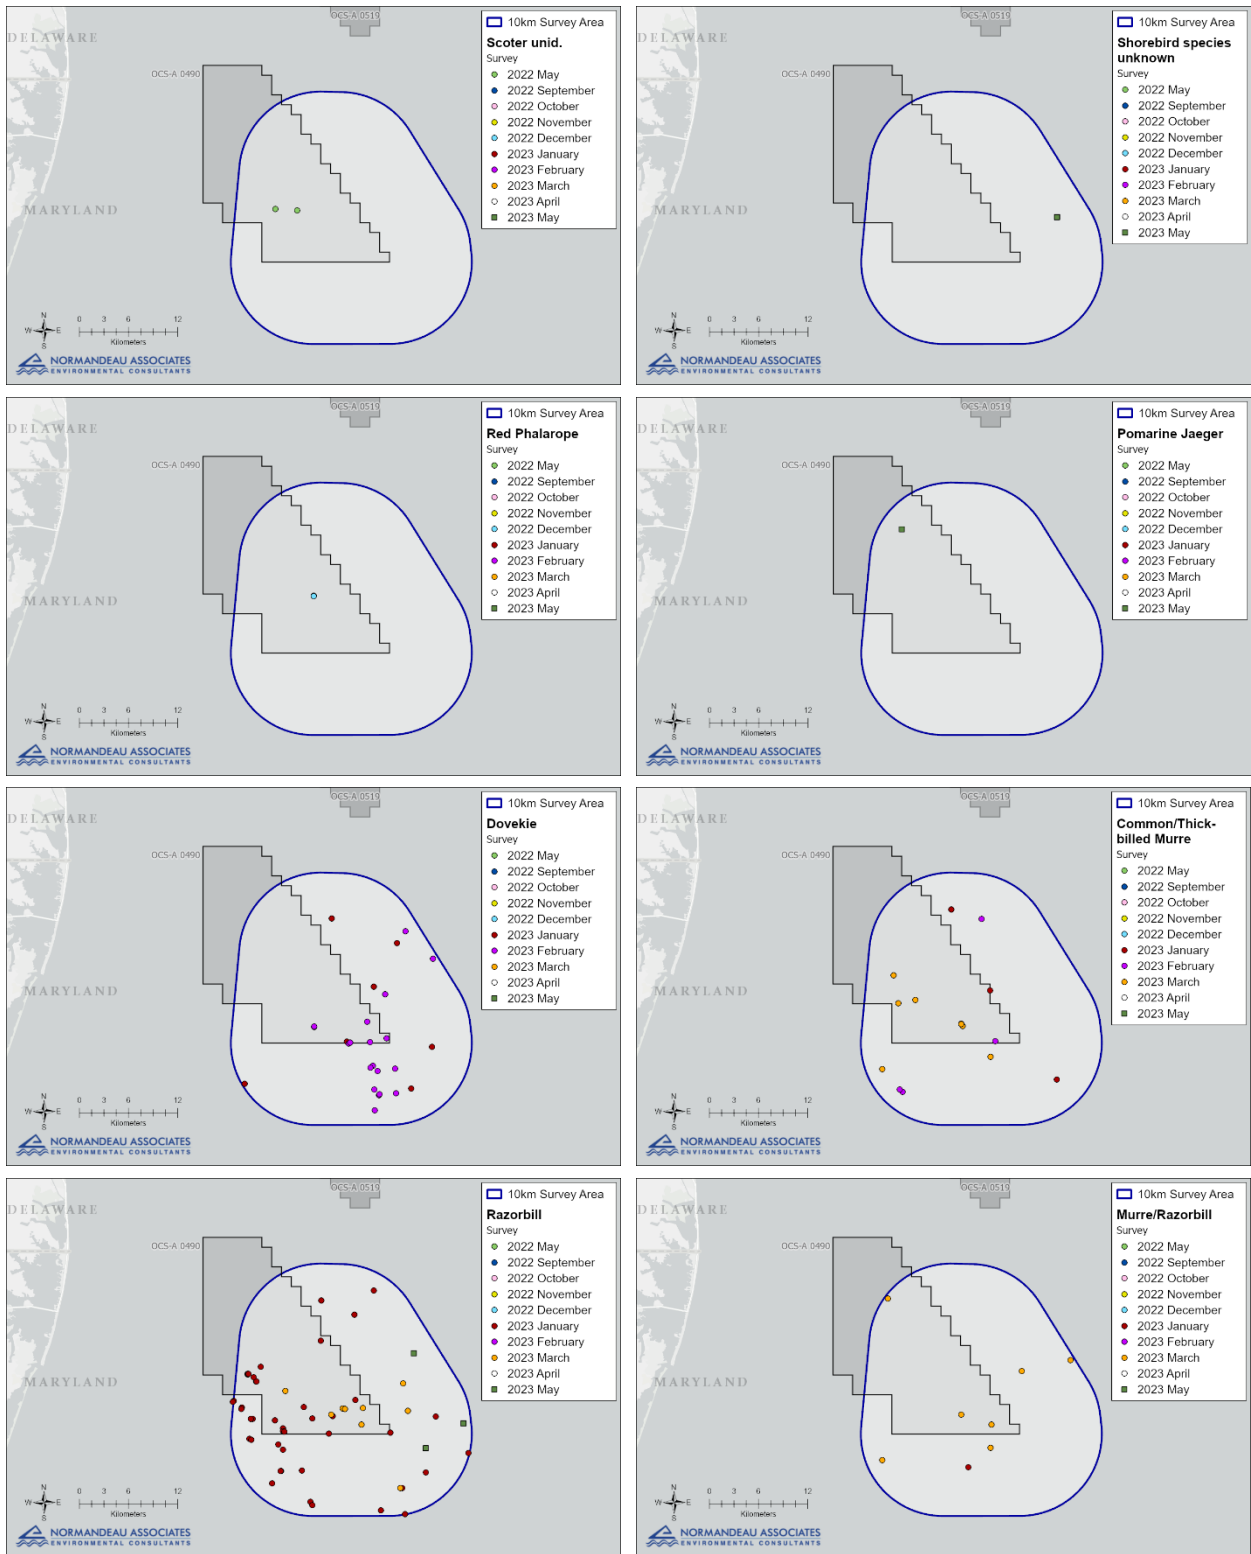 OCS-A 0519
DELAWARE
OCS-A 0490
MARYLAND
10km Survey Area
Scoter unid.
Survey
2022 May
2022 September
2022 October
2022 November
2022 December
2023 January
2023 February
2023 March
2023 April
2023 May
N
W E
S
0 3 6 12
Kilometers
NORMANDEAU ASSOCIATES
ENVIRONMENTAL CONSULTANTS
OCS-A 0519
DELAWARE
OCS-A 0490
MARYLAND
10km Survey Area
Shorebird species
unknown
Survey
2022 May
2022 September
2022 October
2022 November
2022 December
2023 January
2023 February
2023 March
2023 April
2023 May
N
W E
S
0 3 6 12
Kilometers
NORMANDEAU ASSOCIATES
ENVIRONMENTAL CONSULTANTS
OCS-A 0519
DELAWARE
OCS-A 0490
MARYLAND
10km Survey Area
Red Phalarope
Survey
2022 May
2022 September
2022 October
2022 November
2022 December
2023 January
2023 February
2023 March
2023 April
2023 May
N
W E
S
0 3 6 12
Kilometers
NORMANDEAU ASSOCIATES
ENVIRONMENTAL CONSULTANTS
OCS-A 0519
DELAWARE
OCS-A 0490
MARYLAND
10km Survey Area
Pomarine Jaeger
Survey
2022 May
2022 September
2022 October
2022 November
2022 December
2023 January
2023 February
2023 March
2023 April
2023 May
N
W E
S
0 3 6 12
Kilometers
NORMANDEAU ASSOCIATES
ENVIRONMENTAL CONSULTANTS
OCS-A 0519
DELAWARE
OCS-A 0490
MARYLAND
10km Survey Area
Dovekie
Survey
2022 May
2022 September
2022 October
2022 November
2022 December
2023 January
2023 February
2023 March
2023 April
2023 May
N
W E
S
0 3 6 12
Kilometers
NORMANDEAU ASSOCIATES
ENVIRONMENTAL CONSULTANTS
OCS-A 0519
DELAWARE
OCS-A 0490
MARYLAND
10km Survey Area
Common/Thick-
billed Murre
Survey
2022 May
2022 September
2022 October
2022 November
2022 December
2023 January
2023 February
2023 March
2023 April
2023 May
N
W E
S
0 3 6 12
Kilometers
NORMANDEAU ASSOCIATES
ENVIRONMENTAL CONSULTANTS
OCS-A 0519
DELAWARE
OCS-A 0490
MARYLAND
10km Survey Area
Razorbill
Survey
2022 May
2022 September
2022 October
2022 November
2022 December
2023 January
2023 February
2023 March
2023 April
2023 May
N
W E
S
0 3 6 12
Kilometers
NORMANDEAU ASSOCIATES
ENVIRONMENTAL CONSULTANTS
OCS-A 0519
DELAWARE
OCS-A 0490
MARYLAND
10km Survey Area
Murre/Razorbill
Survey
2022 May
2022 September
2022 October
2022 November
2022 December
2023 January
2023 February
2023 March
2023 April
2023 May
N
W E
S
0 3 6 12
Kilometers
NORMANDEAU ASSOCIATES
ENVIRONMENTAL CONSULTANTS